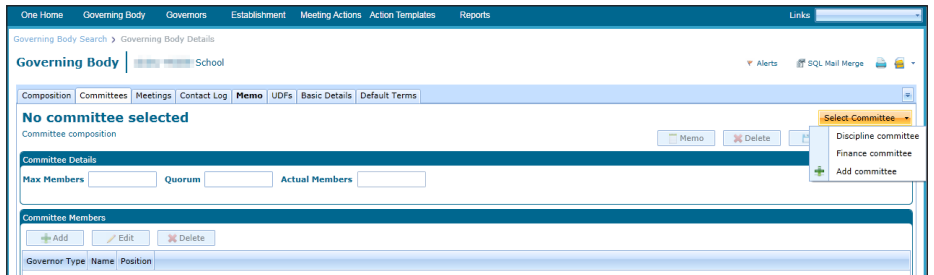 One Home Governing Body Governors Establishment Meeting Actions Action Templates Reports Links
Governing Body Search > Governing Body Details
Governing Body School Alerts SQL Mail Merge
Composition Committees Meetings Contact Log Memo UDFs Basic Details Default Terms
No committee selected Select Committee
Committee composition Memo Delete
Discipline committee
Finance committee
Add committee
Committee Details
Max Members Quorum Actual Members
Committee Members
Add Edit Delete
Governor Type Name Position